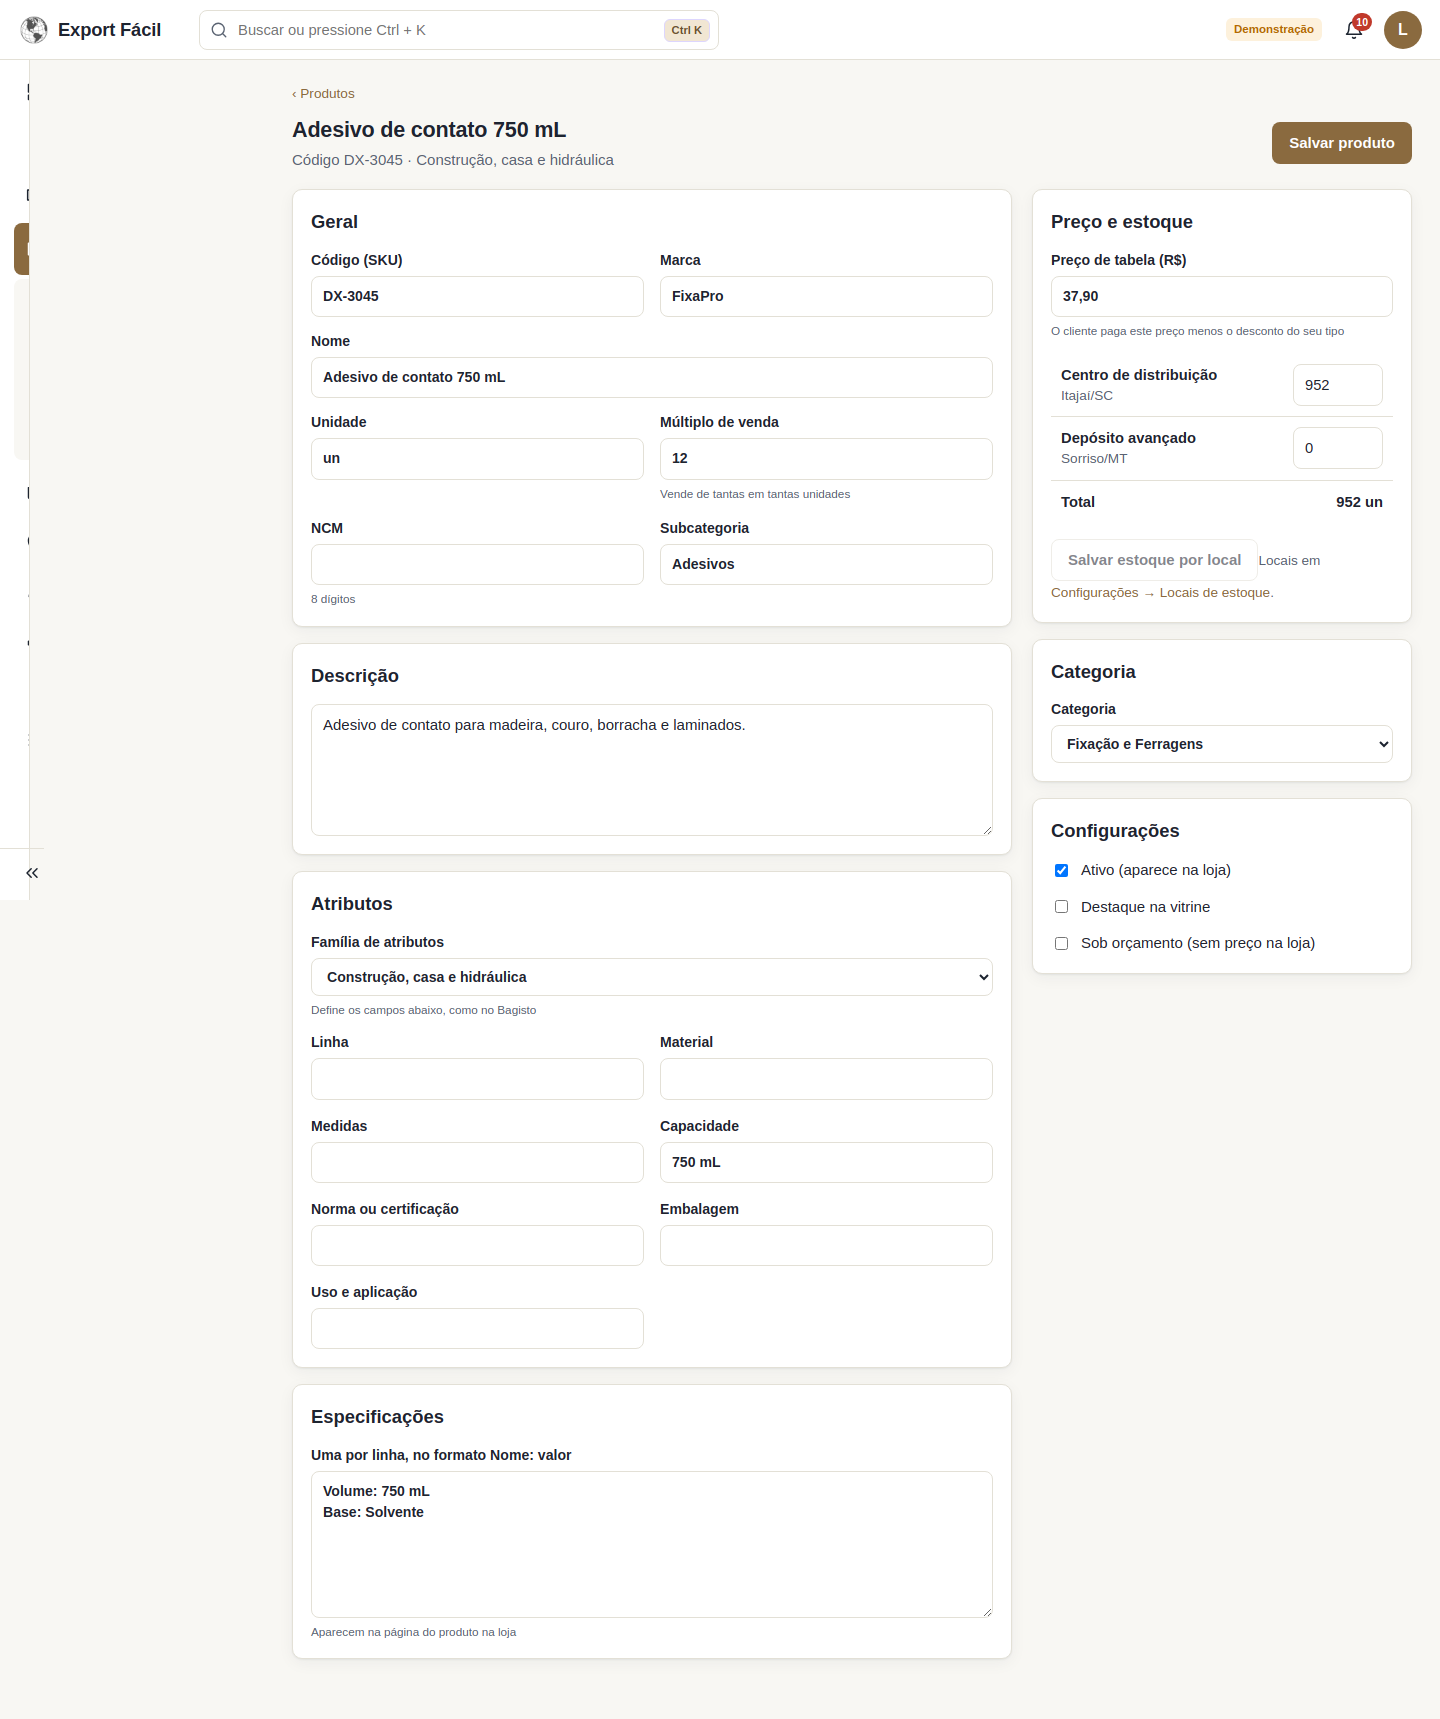 Export Fácil
Buscar ou pressione Ctrl + K
Ctrl K
Demonstração
10
L
‹ Produtos
Adesivo de contato 750 mL
Código DX-3045 · Construção, casa e hidráulica
Salvar produto
Geral
Código (SKU)
Marca
DX-3045
FixaPro
Nome
Adesivo de contato 750 mL
Unidade
Múltiplo de venda
un
12
Vende de tantas em tantas unidades
NCM
Subcategoria
Adesivos
8 dígitos
Descrição
Adesivo de contato para madeira, couro, borracha e laminados.
Atributos
Família de atributos
Construção, casa e hidráulica
Define os campos abaixo, como no Bagisto
Linha
Material
Medidas
Capacidade
750 mL
Norma ou certificação
Embalagem
Uso e aplicação
Especificações
Uma por linha, no formato Nome: valor
Volume: 750 mL
Base: Solvente
Aparecem na página do produto na loja
Preço e estoque
Preço de tabela (R$)
37,90
O cliente paga este preço menos o desconto do seu tipo
Centro de distribuição
Itajaí/SC
952
Depósito avançado
Sorriso/MT
0
Total
952 un
Salvar estoque por local
Locais em
Configurações → Locais de estoque.
Categoria
Categoria
Fixação e Ferragens
Configurações
Ativo (aparece na loja)
Destaque na vitrine
Sob orçamento (sem preço na loja)